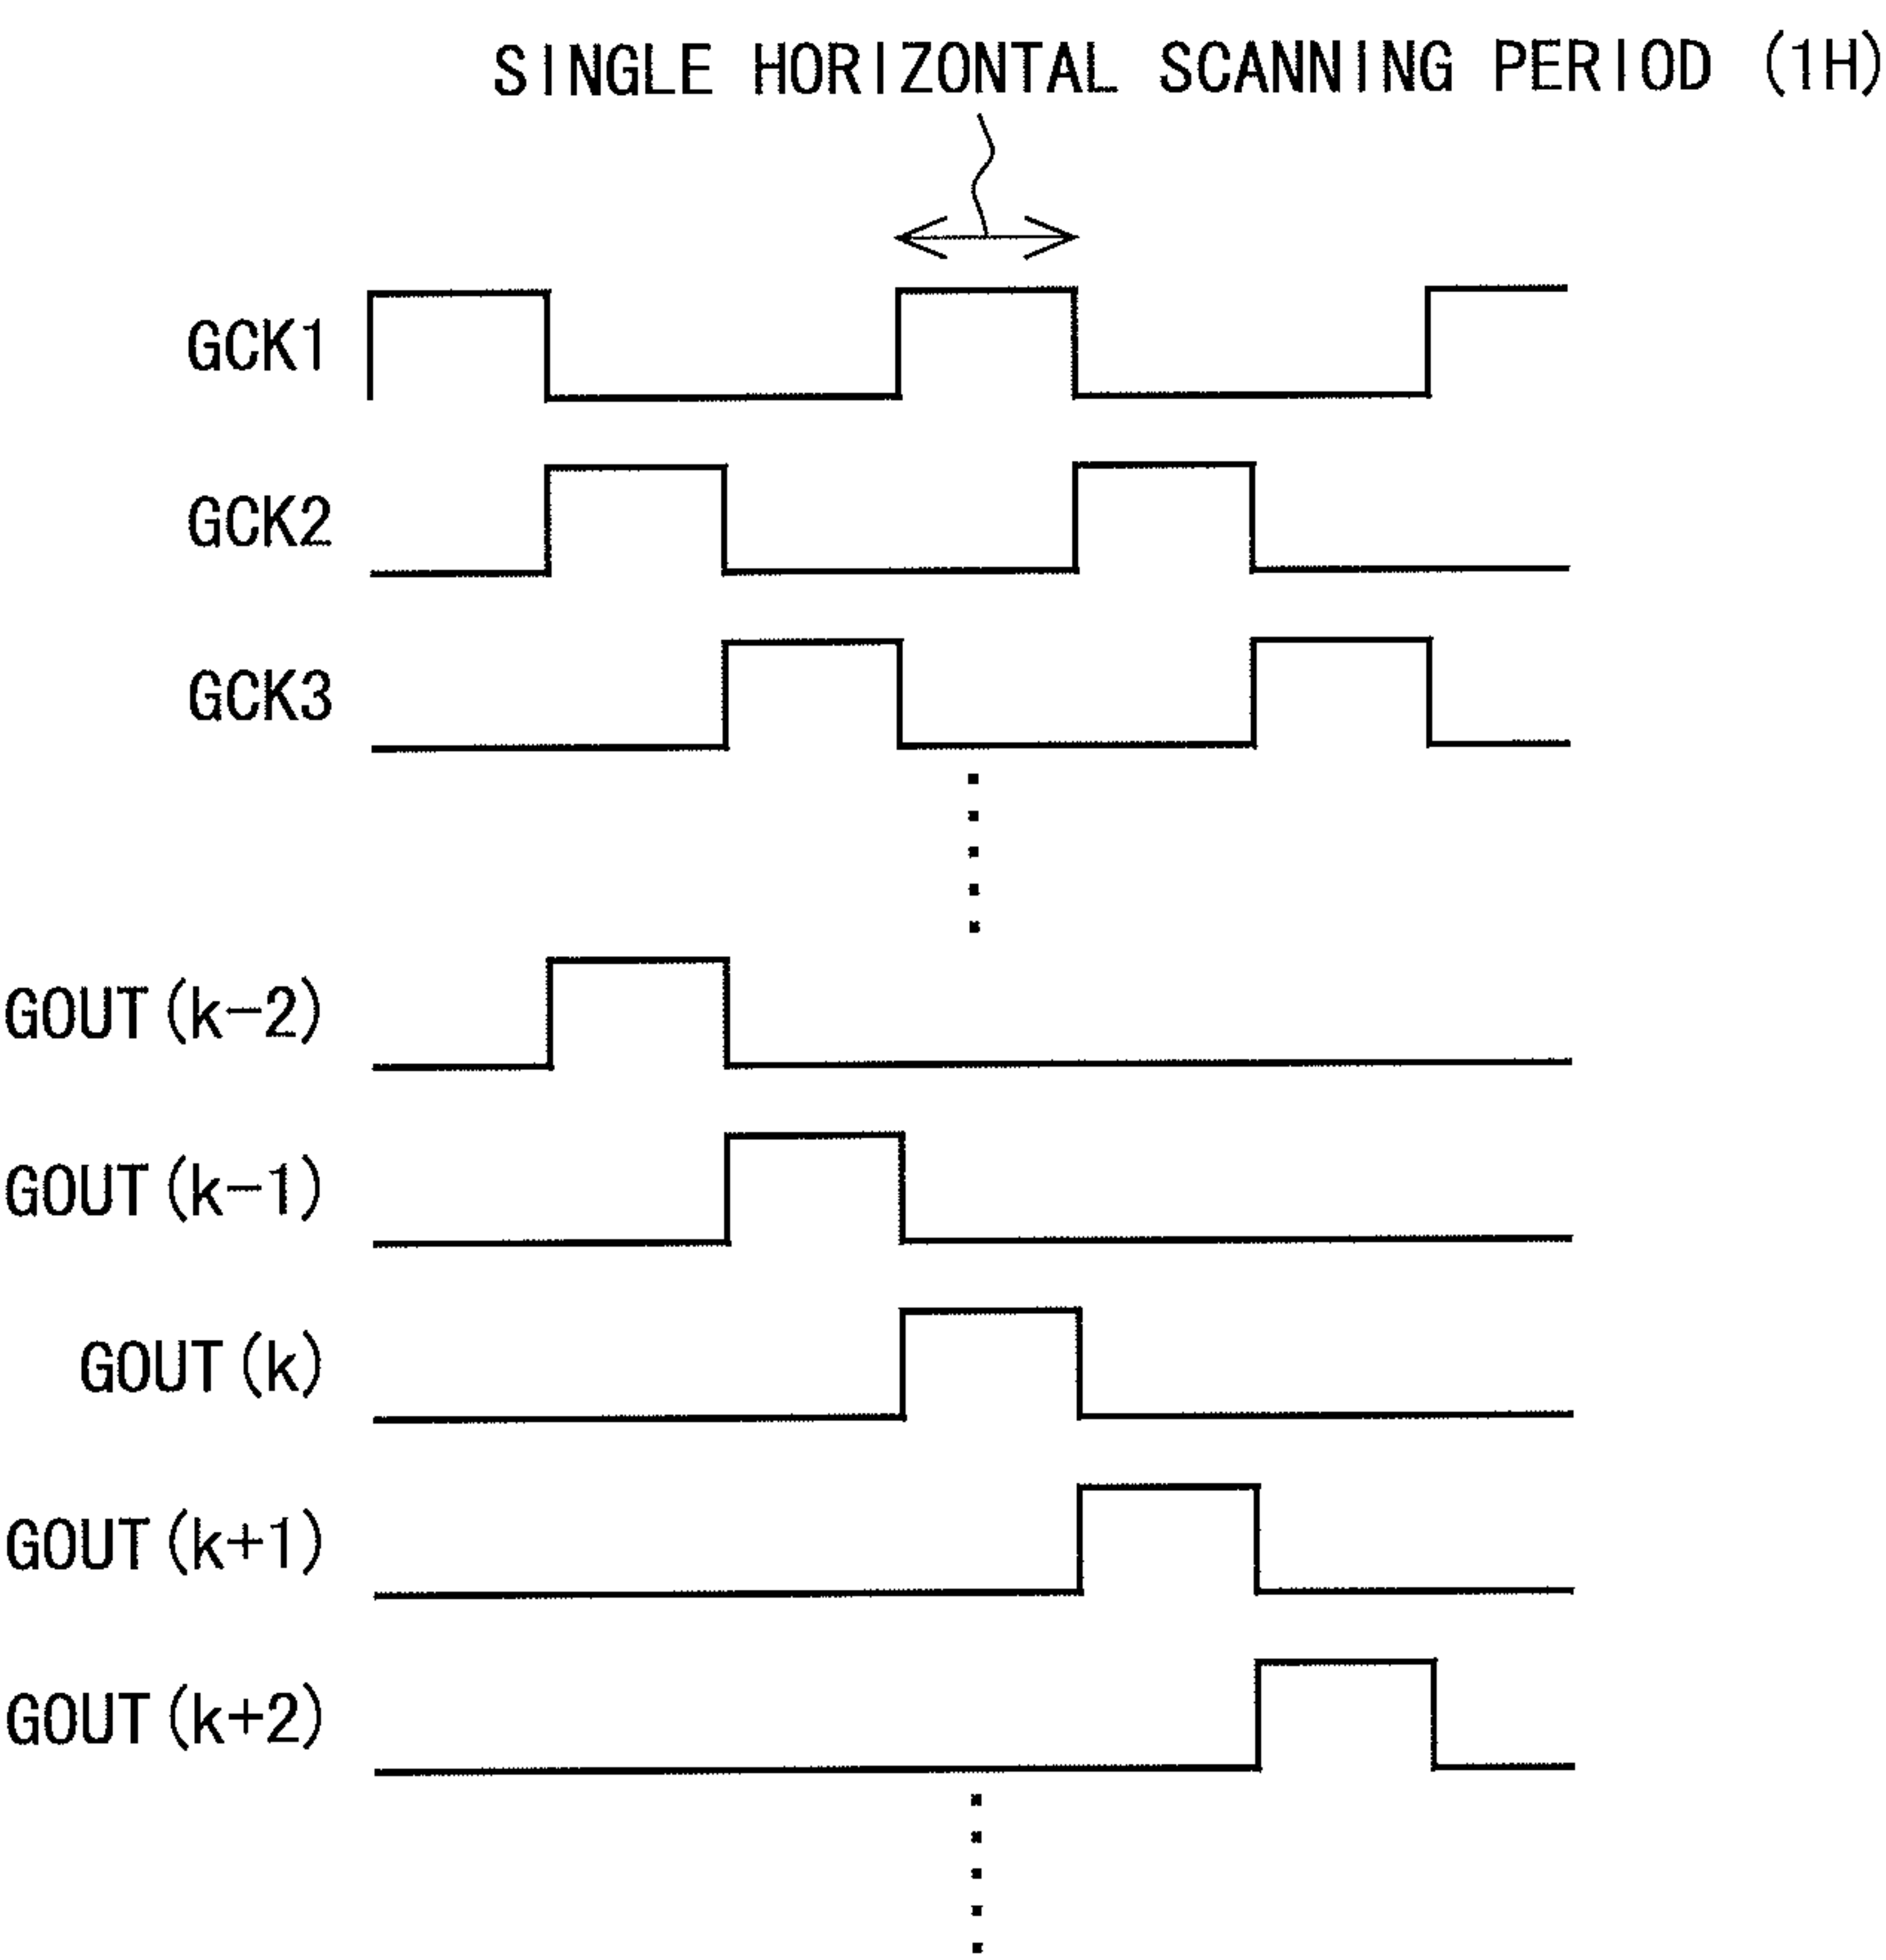 SINGLE HORIZONTAL SCANNING PERIOD (1H)
GCK1
GCK2
GCK3
GOUT(k-2)
GOUT(k-1)
GOUT(k)
GOUT(k+1)
GOUT(k+2)